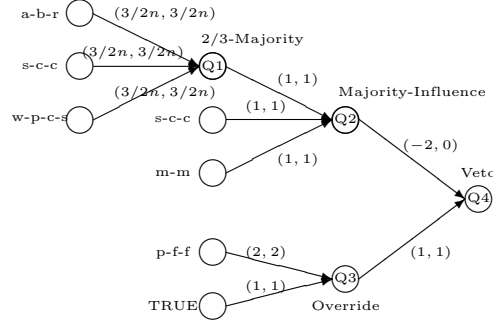 a-b-r
(3/2n, 3/2n)
2/3-Majority
s-c-c
(3/2n, 3/2n)
Q1
(3/2n, 3/2n)
(1, 1)
Majority-Influence
w-p-c-s
s-c-c
(1, 1)
Q2
(−2, 0)
m-m
(1, 1)
Veto
Q4
p-f-f
(2, 2)
(1, 1)
Q3
TRUE
(1, 1)
Override